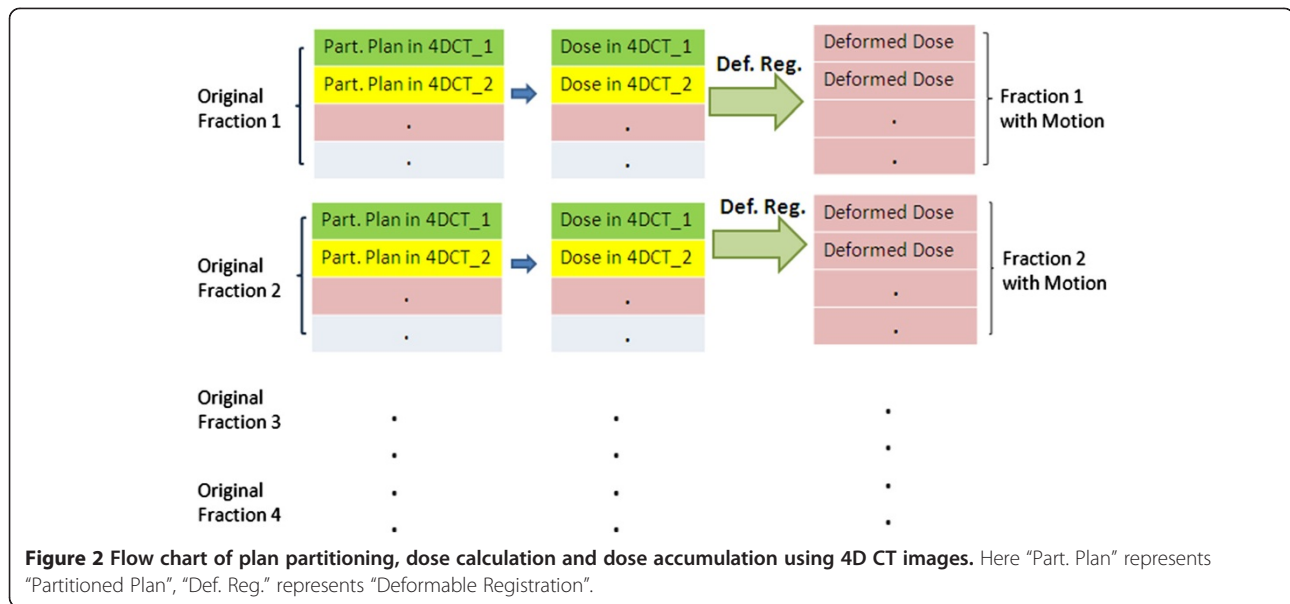 Original
Fraction 1
Part. Plan in 4DCT_1
Part. Plan in 4DCT_2
.
.
Dose in 4DCT_1
Dose in 4DCT_2
.
.
Def. Reg.
Deformed Dose
Deformed Dose
.
.
Fraction 1
with Motion
Original
Fraction 2
Part. Plan in 4DCT_1
Part. Plan in 4DCT_2
.
.
Dose in 4DCT_1
Dose in 4DCT_2
.
.
Def. Reg.
Deformed Dose
Deformed Dose
.
.
Fraction 2
with Motion
Original
Fraction 3
. . .
. . .
Original
Fraction 4
. . .
. . .
Figure 2 Flow chart of plan partitioning, dose calculation and dose accumulation using 4D CT images. Here “Part. Plan” represents
“Partitioned Plan”, “Def. Reg.” represents “Deformable Registration”.